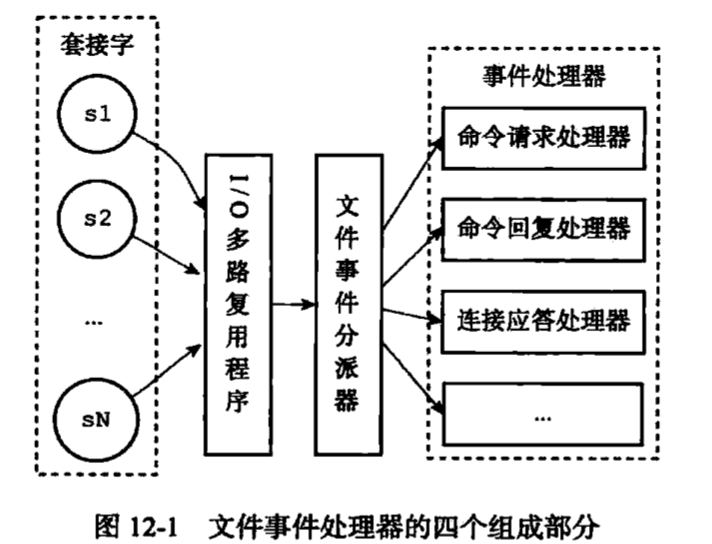 套接字
s1
s2
...
sN
I/O多路复用程序
文件事件分派器
事件处理器
命令请求处理器
命令回复处理器
连接应答处理器
...
图 12-1 文件事件处理器的四个组成部分